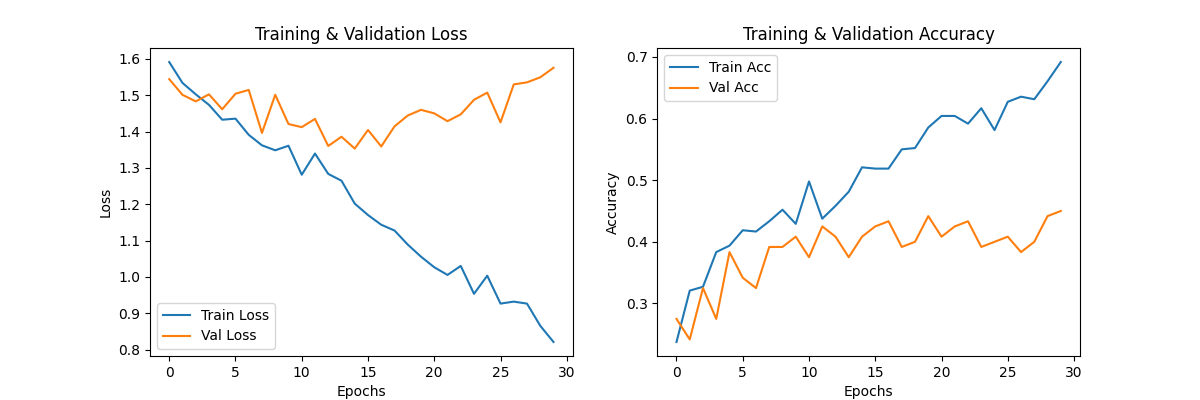 Training & Validation Loss
1.6
1.5
1.4
1.3
1.2
1.1
1.0
0.9
0.8
Loss
Train Loss
Val Loss
0 5 10 15 20 25 30
Epochs
Training & Validation Accuracy
0.7
0.6
0.5
0.4
0.3
Accuracy
Train Acc
Val Acc
0 5 10 15 20 25 30
Epochs